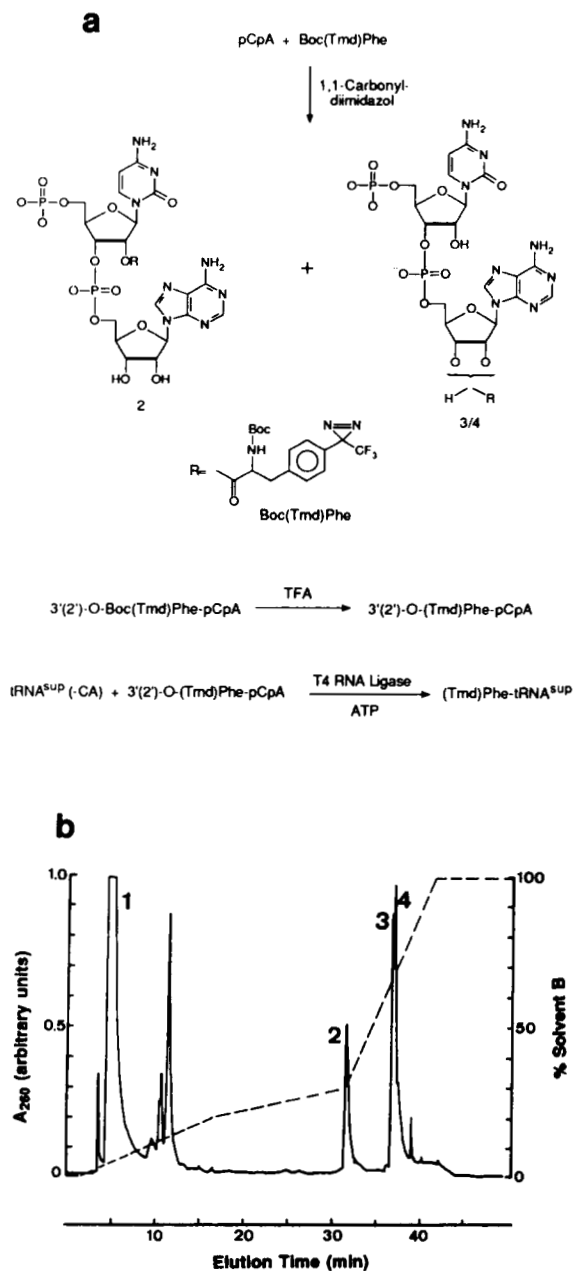 a
pCpA + Boc(Tmd)Phe
1,1-Carbonyl-
diimidazol
NH₂
N
N
O
O
O⁻-P-O
O⁻
O
O
OR
O-P=O
O
NH₂
N
N
N
N
O
HO
OH
2
+
NH₂
N
N
O
O
O⁻-P-O
O⁻
O
O
OH
⁻O-P=O
O
NH₂
N
N
N
N
O
O
O
H
R
3/4
Boc
NH
N=N
CF₃
R=
O
Boc(Tmd)Phe
3'(2')-O-Boc(Tmd)Phe-pCpA
TFA
3'(2')-O-(Tmd)Phe-pCpA
tRNAˢᵘᵖ (-CA) + 3'(2')-O-(Tmd)Phe-pCpA
T4 RNA Ligase
ATP
(Tmd)Phe-tRNAˢᵘᵖ
b
1.0
0.5
0
A₂₆₀ (arbitrary units)
1
2
3
4
100
50
0
% Solvent B
10 20 30 40
Elution Time (min)